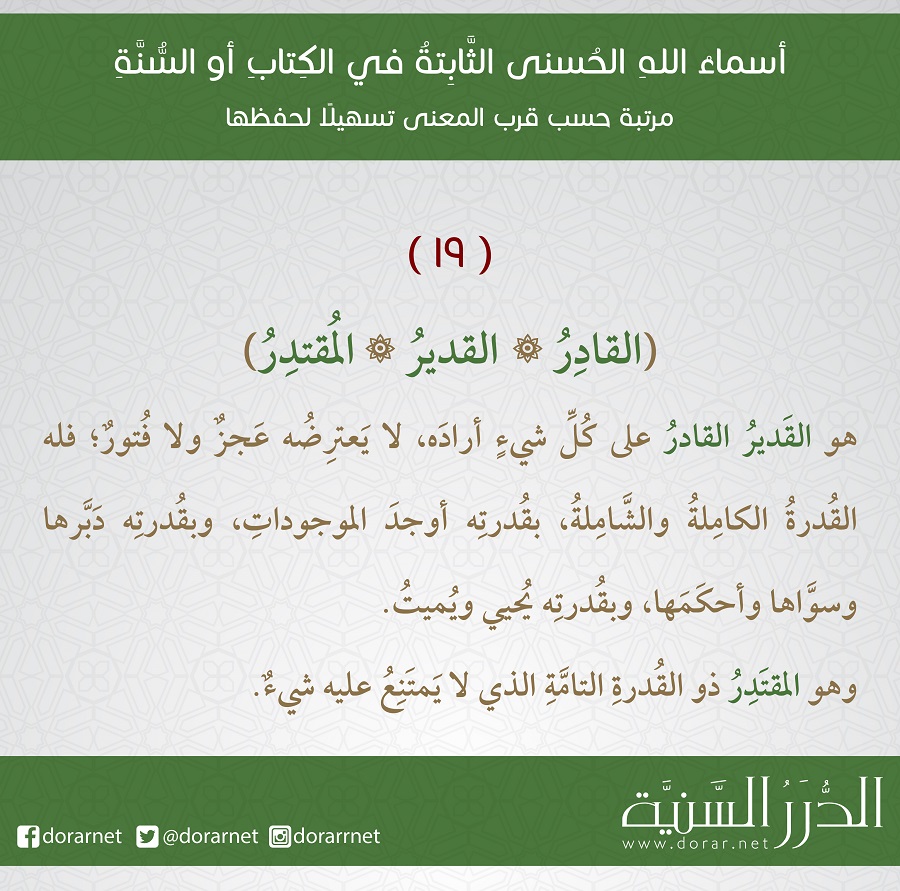 أسماء اللهِ الحُسنى الثَّابِتةُ في الكِتابِ أو السُّنَّةِ
مرتبة حسب قرب المعنى تسهيلًا لحفظها
( ١٩ )
(القادِرُ ۞ القديرُ ۞ المُقتدِرُ)
هو القَديرُ القادرُ على كُلِّ شيءٍ أرادَه، لا يَعترِضُه عَجزٌ ولا فُتورٌ؛ فله
القُدرةُ الكامِلةُ والشَّامِلةُ، بقُدرتِه أوجدَ الموجوداتِ، وبقُدرتِه دَبَّرها
وسوَّاها وأحكَمَها، وبقُدرتِه يُحيي ويُميتُ.
وهو المقتَدِرُ ذو القُدرةِ التامَّةِ الذي لا يَمتَنِعُ عليه شيءٌ.
الدُّرَرُ السَّنيَّة
www.dorar.net
dorarnet @dorarnet dorarrnet